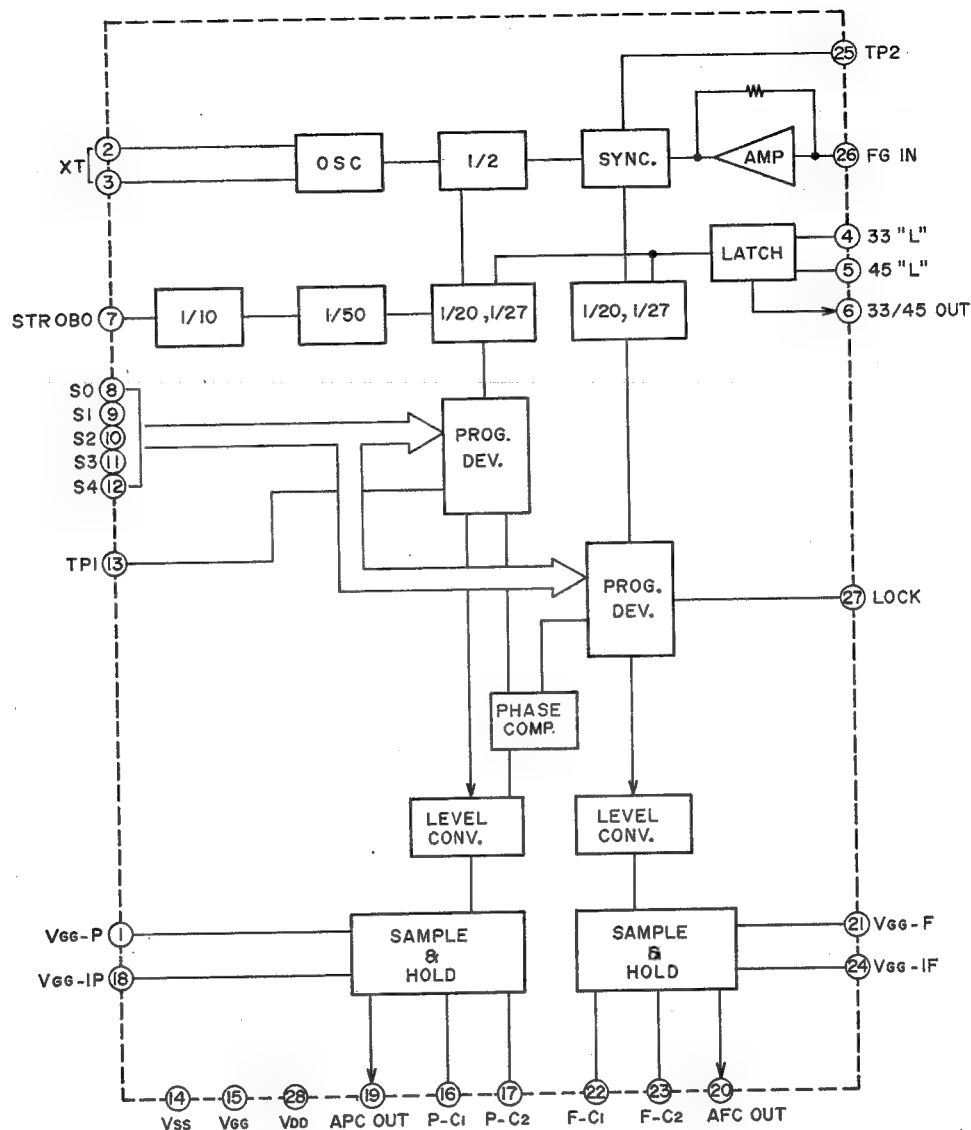 25 TP2
XT
2
3
OSC
1/2
SYNC.
AMP
26 FG IN
4 33 "L"
LATCH
5 45 "L"
6 33/45 OUT
STROBO 7
1/10
1/50
1/20, 1/27
1/20, 1/27
S0 8
S1 9
S2 10
S3 11
S4 12
PROG.
DEV.
TP1 13
PROG.
DEV.
27 LOCK
PHASE
COMP.
LEVEL
CONV.
LEVEL
CONV.
VGG-P 1
SAMPLE
&
HOLD
SAMPLE
&
HOLD
21 VGG-F
VGG-IP 18
24 VGG-IF
14
VSS
15
VGG
28
VDD
19
APC OUT
16
P-C1
17
P-C2
22
F-C1
23
F-C2
20
AFC OUT